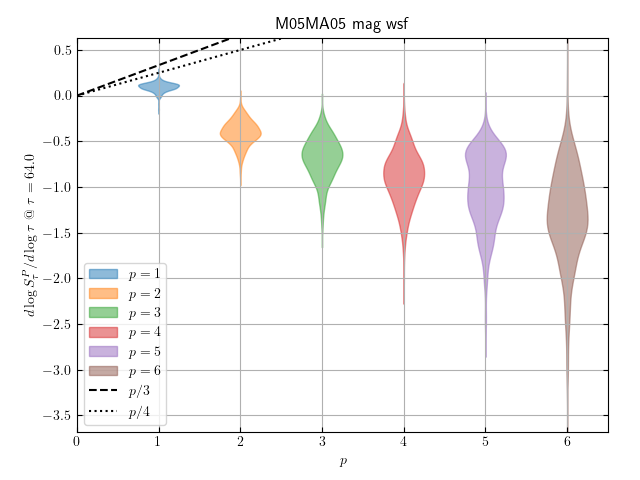 M05MA05 mag wsf
d log S_τ^P / d log τ @ τ = 64.0
0.5
0.0
−0.5
−1.0
−1.5
−2.0
−2.5
−3.0
−3.5
p = 1
p = 2
p = 3
p = 4
p = 5
p = 6
p/3
p/4
0 1 2 3 4 5 6
p